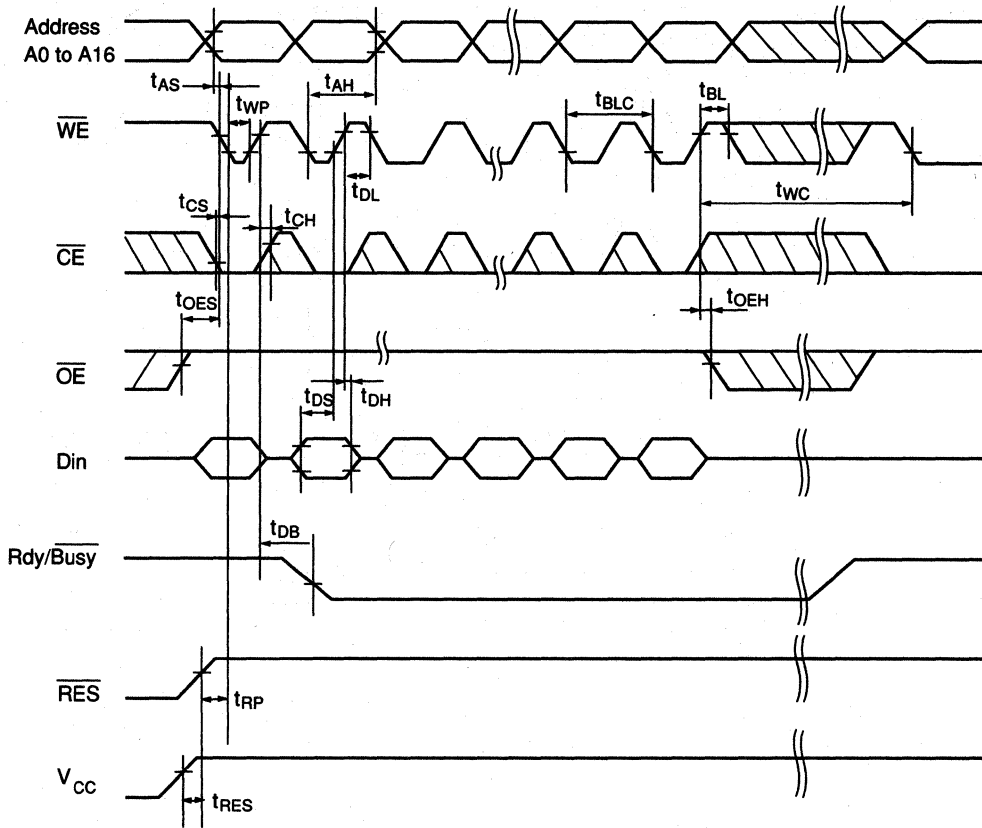 Address
A0 to A16
tAS
tAH
tWP
tBLC
tBL
WE
tDL
tWC
tCS
tCH
CE
tOES
tOEH
OE
tDS
tDH
Din
tDB
Rdy/Busy
RES
tRP
VCC
tRES